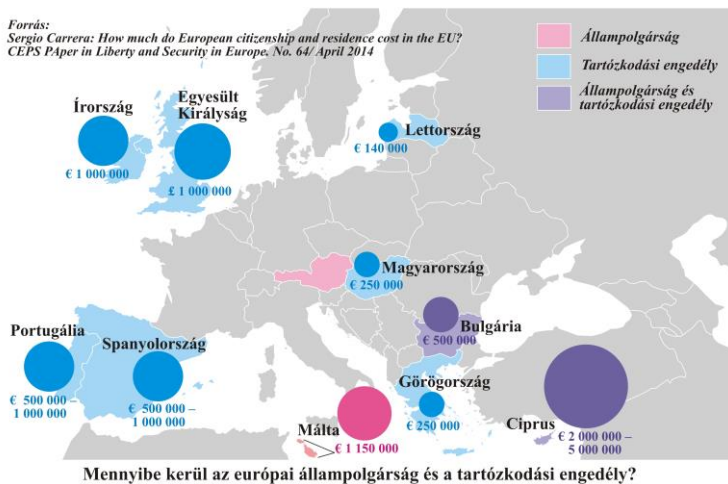 Forrás:
Sergio Carrera: How much do European citizenship and residence cost in the EU?
CEPS PAper in Liberty and Security in Europe. No. 64/ April 2014
Állampolgárság
Tartózkodási engedély
Állampolgárság és
tartózkodási engedély
Írország
€ 1 000 000
Egyesült
Királyság
£ 1 000 000
Lettország
€ 140 000
Magyarország
€ 250 000
Bulgária
€ 500 000
Portugália
€ 500 000 –
1 000 000
Spanyolország
€ 500 000 –
1 000 000
Görögország
€ 250 000
Málta
€ 1 150 000
Ciprus
€ 2 000 000 –
5 000 000
Mennyibe kerül az európai állampolgárság és a tartózkodási engedély?